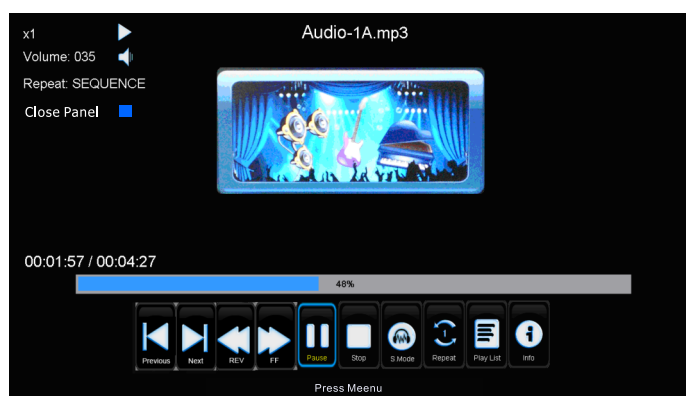 x1
Audio-1A.mp3
Volume: 035
Repeat: SEQUENCE
Close Panel
00:01:57 / 00:04:27
48%
Previous Next REV FF Pause Stop S.Mode 1 Repeat Play List Info
Press Meenu